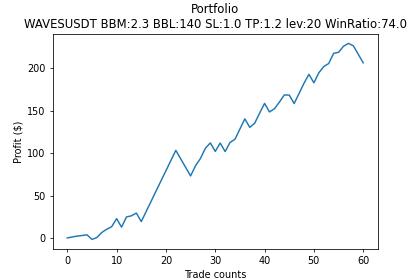 Portfolio
WAVESUSDT BBM:2.3 BBL:140 SL:1.0 TP:1.2 lev:20 WinRatio:74.0
Profit ($)
200
150
100
50
0
0 10 20 30 40 50 60
Trade counts